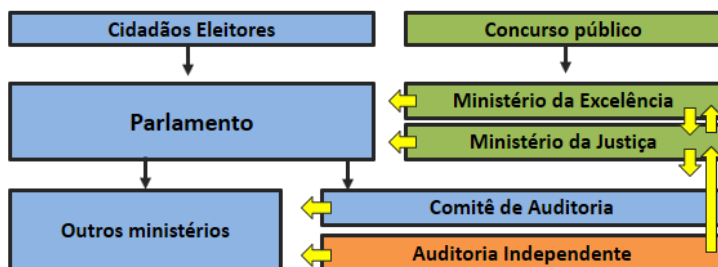 Cidadãos Eleitores
Concurso público
Parlamento
Ministério da Excelência
Ministério da Justiça
Outros ministérios
Comitê de Auditoria
Auditoria Independente